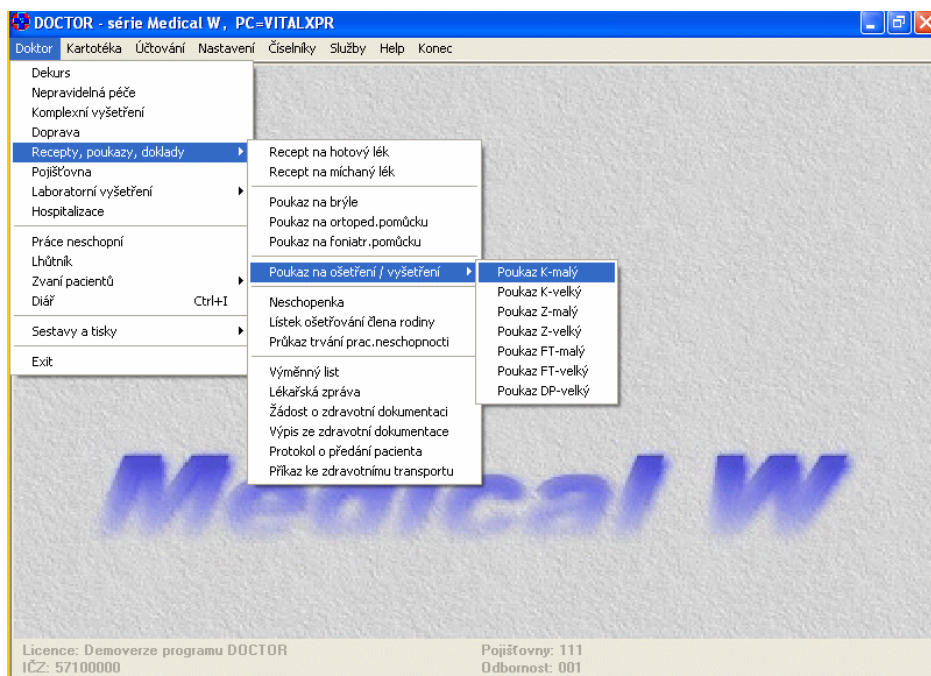 DOCTOR - série Medical W, PC=VITALXPR
Doktor Kartotéka Účtování Nastavení Číselníky Služby Help Konec
Dekurs
Nepravidelná péče
Komplexní vyšetření
Doprava
Recepty, poukazy, doklady
Pojišťovna
Laboratorní vyšetření
Hospitalizace
Práce neschopní
Lhůtník
Zvaní pacientů
Diář Ctrl+I
Sestavy a tisky
Exit
Recept na hotový lék
Recept na míchaný lék
Poukaz na brýle
Poukaz na ortoped.pomůcku
Poukaz na foniatr.pomůcku
Poukaz na ošetření / vyšetření
Neschopenka
Lístek ošetřování člena rodiny
Průkaz trvání prac.neschopnocti
Výměnný list
Lékařská zpráva
Žádost o zdravotní dokumentaci
Výpis ze zdravotní dokumentace
Protokol o předání pacienta
Příkaz ke zdravotnímu transportu
Poukaz K-malý
Poukaz K-velký
Poukaz Z-malý
Poukaz Z-velký
Poukaz FT-malý
Poukaz FT-velký
Poukaz DP-velký
Medical W
Licence: Demoverze programu DOCTOR Pojišťovny: 111
IČZ: 57100000 Odbornost: 001